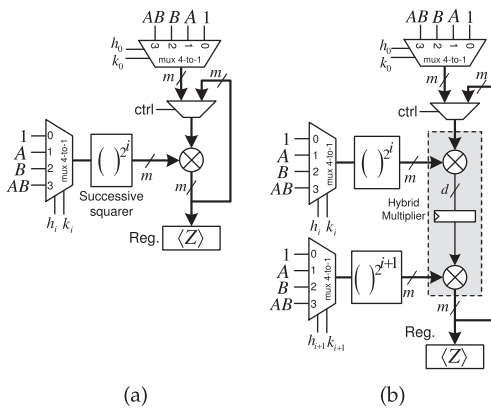 AB B A 1
3 2 1 0
h0
k0
mux 4-to-1
m
m
ctrl
1
A
B
AB
0
1
2
3
mux 4-to-1
( )^{2^i}
m
Successive
squarer
hi ki
m
Reg.
⟨Z⟩
(a)
AB B A 1
3 2 1 0
h0
k0
mux 4-to-1
m
m
ctrl
1
A
B
AB
0
1
2
3
mux 4-to-1
( )^{2^i}
m
hi ki
d
Hybrid
Multiplier
1
A
B
AB
0
1
2
3
mux 4-to-1
( )^{2^{i+1}}
m
hi+1 ki+1
m
Reg.
⟨Z⟩
(b)